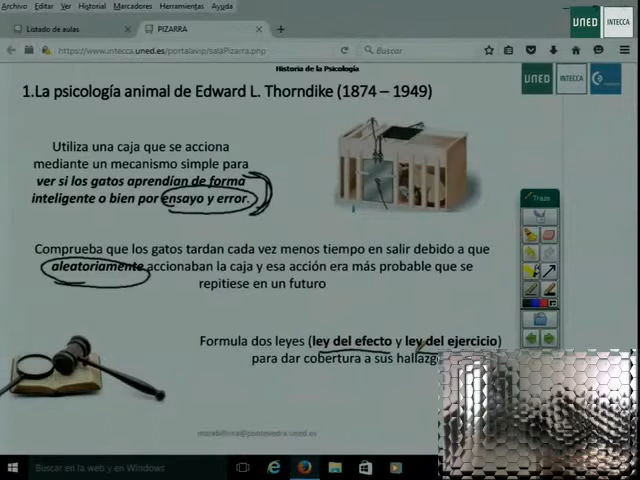 Archivo Editar Ver Historial Marcadores Herramientas Ayuda
UNED INTECCA
Listado de aulas PIZARRA
https://www.intecca.uned.es/portalavip/salaPizarra.php Buscar
Historia de la Psicología
UNED INTECCA
1.La psicología animal de Edward L. Thorndike (1874 – 1949)
Utiliza una caja que se acciona
mediante un mecanismo simple para
ver si los gatos aprendían de forma
inteligente o bien por ensayo y error.
Trazo
Comprueba que los gatos tardan cada vez menos tiempo en salir debido a que
aleatoriamente accionaban la caja y esa acción era más probable que se
repitiese en un futuro
Formula dos leyes (ley del efecto y ley del ejercicio)
para dar cobertura a sus
Buscar en la web y en Windows